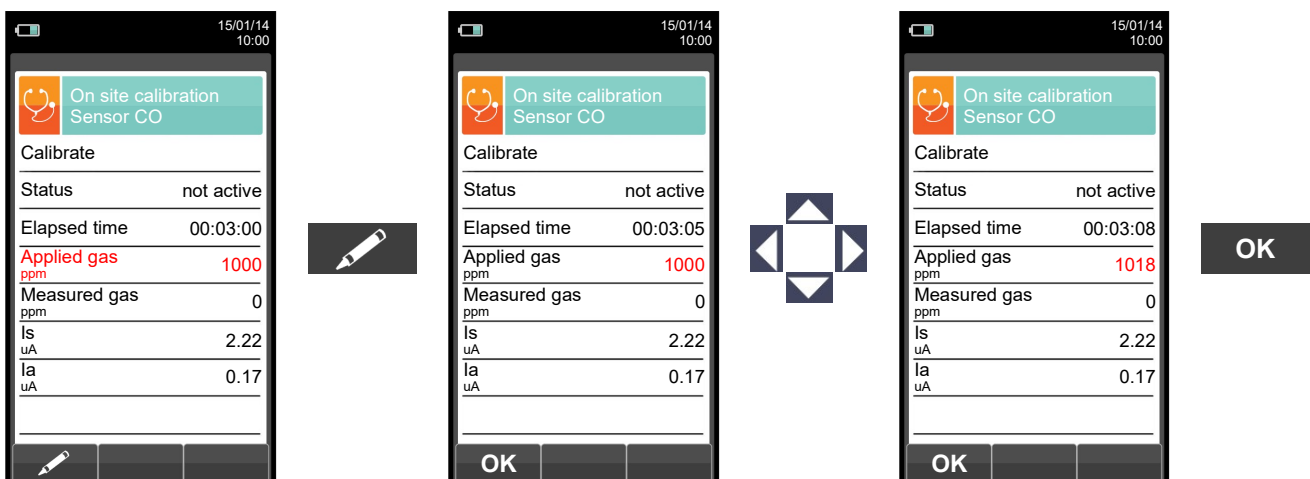 15/01/14
10:00
On site calibration
Sensor CO
Calibrate
Status not active
Elapsed time 00:03:00
Applied gas 1000
ppm
Measured gas 0
ppm
Is 2.22
uA
Ia 0.17
uA
15/01/14
10:00
On site calibration
Sensor CO
Calibrate
Status not active
Elapsed time 00:03:05
Applied gas 1000
ppm
Measured gas 0
ppm
Is 2.22
uA
Ia 0.17
uA
OK
15/01/14
10:00
On site calibration
Sensor CO
Calibrate
Status not active
Elapsed time 00:03:08
Applied gas 1018
ppm
Measured gas 0
ppm
Is 2.22
uA
Ia 0.17
uA
OK
OK